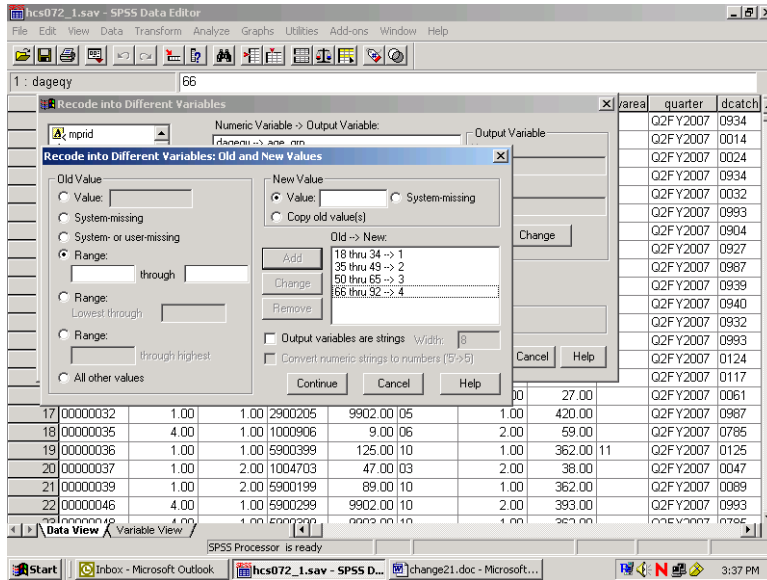 hcs072_1.sav - SPSS Data Editor
File Edit View Data Transform Analyze Graphs Utilities Add-ons Window Help
1 : dageqy 66
Recode into Different Variables
varea quarter dcatch
mprid
Numeric Variable -> Output Variable:
Output Variable
Recode into Different Variables: Old and New Values
Old Value
Value:
System-missing
System- or user-missing
Range:
through
Range:
Lowest through
Range:
through highest
All other values
New Value
Value: System-missing
Copy old value(s)
Old --> New:
Add
Change
Remove
18 thru 34 --> 1
35 thru 49 --> 2
50 thru 65 --> 3
66 thru 92 --> 4
Output variables are strings Width: 8
Convert numeric strings to numbers ('5'->5)
Continue Cancel Help
Change
Cancel Help
Q2FY2007 0934
Q2FY2007 0014
Q2FY2007 0024
Q2FY2007 0934
Q2FY2007 0032
Q2FY2007 0993
Q2FY2007 0904
Q2FY2007 0927
Q2FY2007 0987
Q2FY2007 0939
Q2FY2007 0940
Q2FY2007 0932
Q2FY2007 0993
Q2FY2007 0124
Q2FY2007 0117
27.00 Q2FY2007 0061
17 00000032 1.00 1.00 2900205 9902.00 05 1.00 420.00 Q2FY2007 0987
18 00000035 4.00 1.00 1000906 9.00 06 2.00 59.00 Q2FY2007 0785
19 00000036 1.00 1.00 5900399 125.00 10 1.00 362.00 11 Q2FY2007 0125
20 00000037 1.00 2.00 1004703 47.00 03 2.00 38.00 Q2FY2007 0047
21 00000039 1.00 2.00 5900199 89.00 10 1.00 362.00 Q2FY2007 0089
22 00000046 4.00 1.00 5900299 9902.00 10 2.00 393.00 Q2FY2007 0993
Data View Variable View
SPSS Processor is ready
Start Inbox - Microsoft Outlook hcs072_1.sav - SPSS D... change21.doc - Microsoft... 3:37 PM